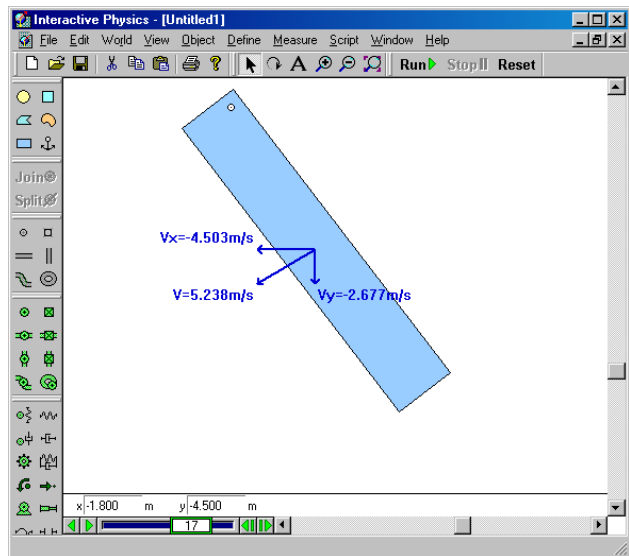 Interactive Physics - [Untitled1]
File Edit World View Object Define Measure Script Window Help
A Run Stop Reset
Join
Split
Vx=-4.503m/s
V=5.238m/s Vy=-2.677m/s
x -1.800 m y -4.500 m
17